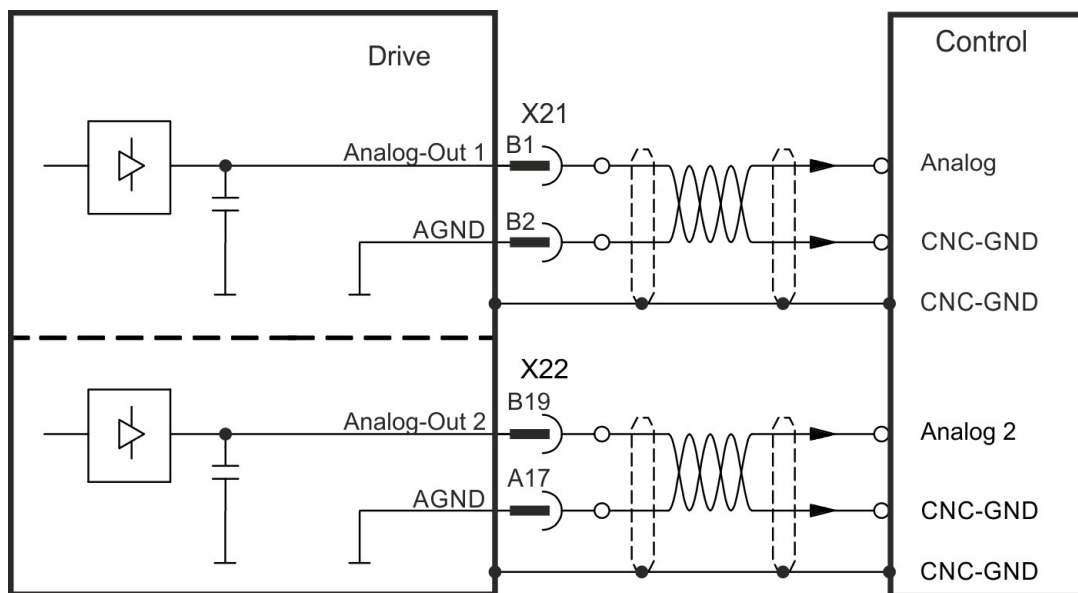 Drive
Control
X21
Analog-Out 1
B1
Analog
AGND
B2
CNC-GND
CNC-GND
X22
Analog-Out 2
B19
Analog 2
AGND
A17
CNC-GND
CNC-GND